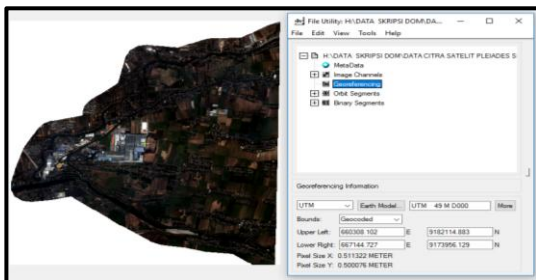 File Utility: H:\DATA SKRIPSI DOM\DA...
File Edit View Tools Help
H:\DATA SKRIPSI DOM\DATA CITRA SATELIT PLEIADES S
MetaData
Image Channels
Georeferencing
Orbit Segments
Binary Segments
Georeferencing Information
UTM Earth Model... UTM 49 M D000 More
Bounds: Geocoded
Upper Left: 660308.102 E 9182114.883 N
Lower Right: 667144.727 E 9173956.129 N
Pixel Size X: 0.511322 METER
Pixel Size Y: 0.500076 METER